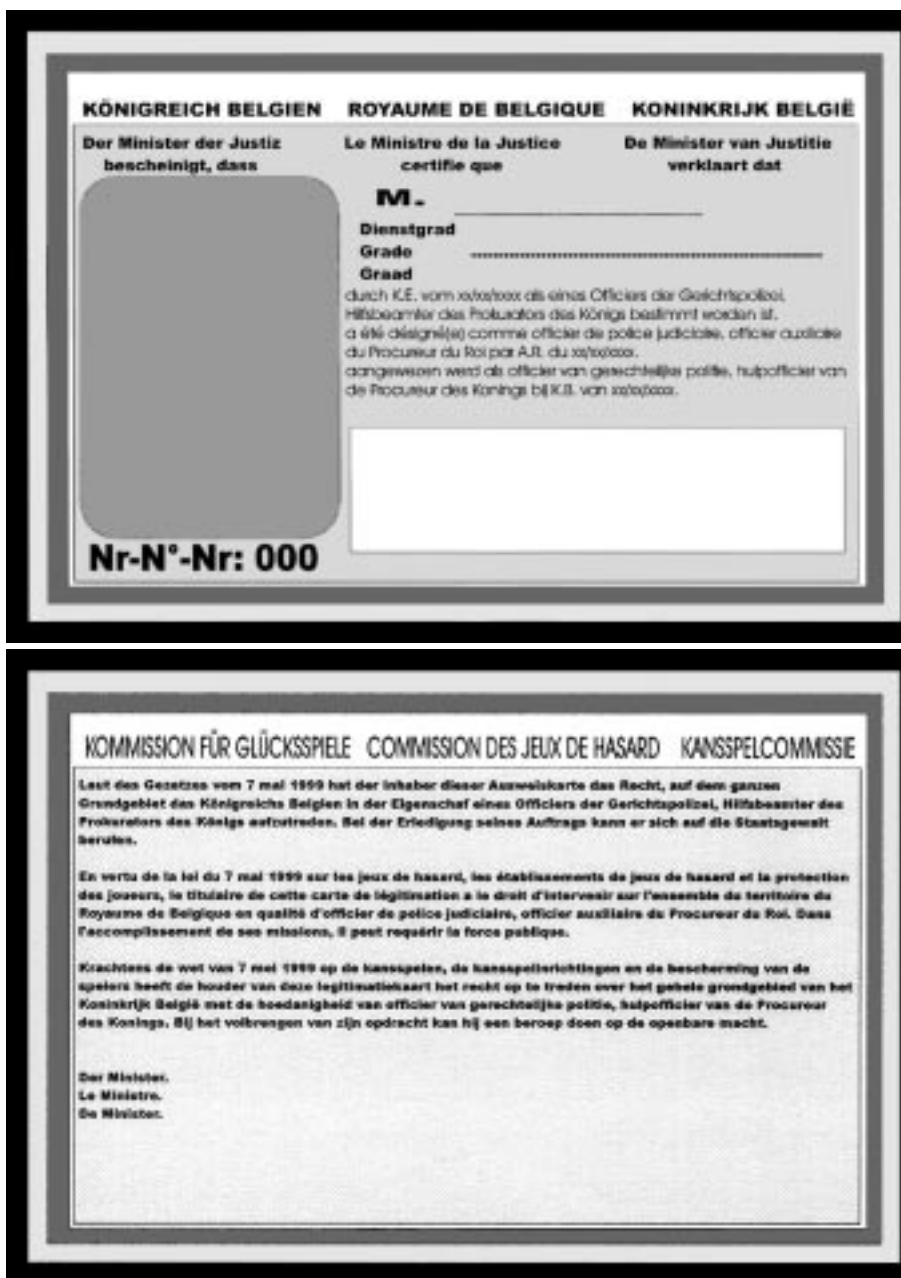 KÖNIGREICH BELGIEN ROYAUME DE BELGIQUE KONINKRIJK BELGIË
Der Minister der Justiz Le Ministre de la Justice De Minister van Justitie
bescheinigt, dass certifie que verklaart dat
M.
Dienstgrad
Grade
Graad
durch K.E. vom xx/xx/xxxx als eines Officiers der Gerichtspolizei,
Hilfsbeamter des Prokurators des Königs bestimmt worden ist.
a été désigné(e) comme officier de police judiciaire, officier auxiliaire
du Procureur du Roi par A.R. du xx/xx/xxxx.
aangewezen werd als officier van gerechtelijke politie, hulpofficier van
de Procureur des Konings bij K.B. van xx/xx/xxxx.
Nr-N°-Nr: 000
KOMMISSION FÜR GLÜCKSSPIELE COMMISSION DES JEUX DE HASARD KANSSPELCOMMISSIE
Laut des Gesetzes vom 7 mai 1999 hat der Inhaber dieser Ausweiskarte das Recht, auf dem ganzen
Grundgebiet des Königreichs Belgien in der Eigenschaf eines Officiers der Gerichtspolizei, Hilfsbeamter des
Prokurators des Königs aufzutreden. Bei der Erledigung seines Auftrags kann er sich auf die Staatsgewalt
berufen.
En vertu de la loi du 7 mai 1999 sur les jeux de hasard, les établissements de jeux de hasard et la protection
des joueurs, le titulaire de cette carte de légitimation a le droit d'intervenir sur l'ensemble du territoire du
Royaume de Belgique en qualité d'officier de police judiciaire, officier auxiliaire du Procureur du Roi. Dans
l'accomplissement de ses missions, il peut requérir la force publique.
Krachtens de wet van 7 mei 1999 op de kansspelen, de kansspelinrichtingen en de bescherming van de
spelers heeft de houder van deze legitimatiekaart het recht op te treden over het gehele grondgebied van het
Koninkrijk België met de hoedanigheid van officier van gerechtelijke politie, hulpofficier van de Procureur
des Konings. Bij het volbrengen van zijn opdracht kan hij een beroep doen op de openbare macht.
Der Minister.
Le Ministre.
De Minister.